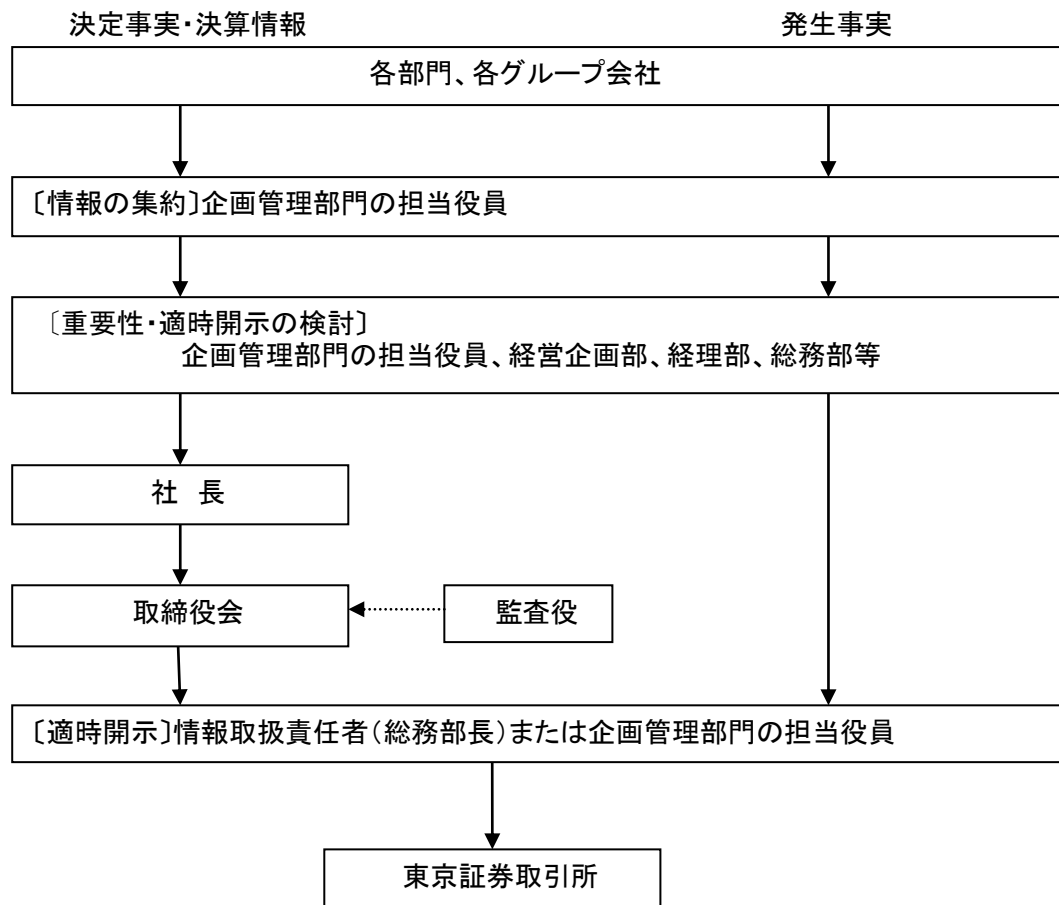 決定事実・決算情報
発生事実
各部門、各グループ会社
〔情報の集約〕企画管理部門の担当役員
〔重要性・適時開示の検討〕
企画管理部門の担当役員、経営企画部、経理部、総務部等
社 長
取締役会
監査役
〔適時開示〕情報取扱責任者(総務部長)または企画管理部門の担当役員
東京証券取引所